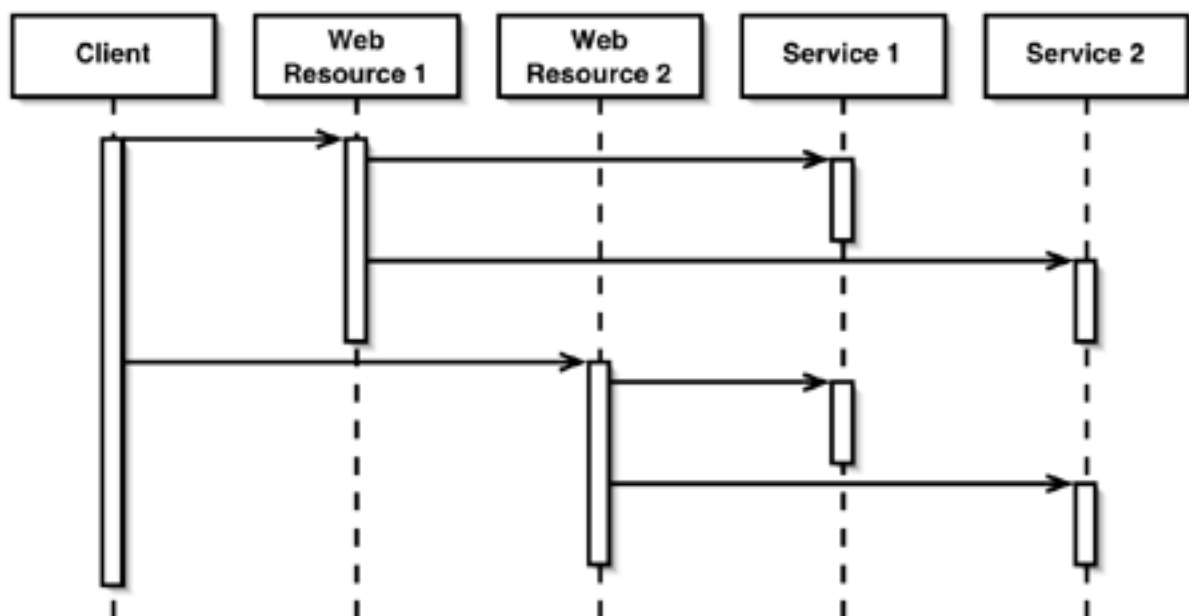 Client
Web
Resource 1
Web
Resource 2
Service 1
Service 2